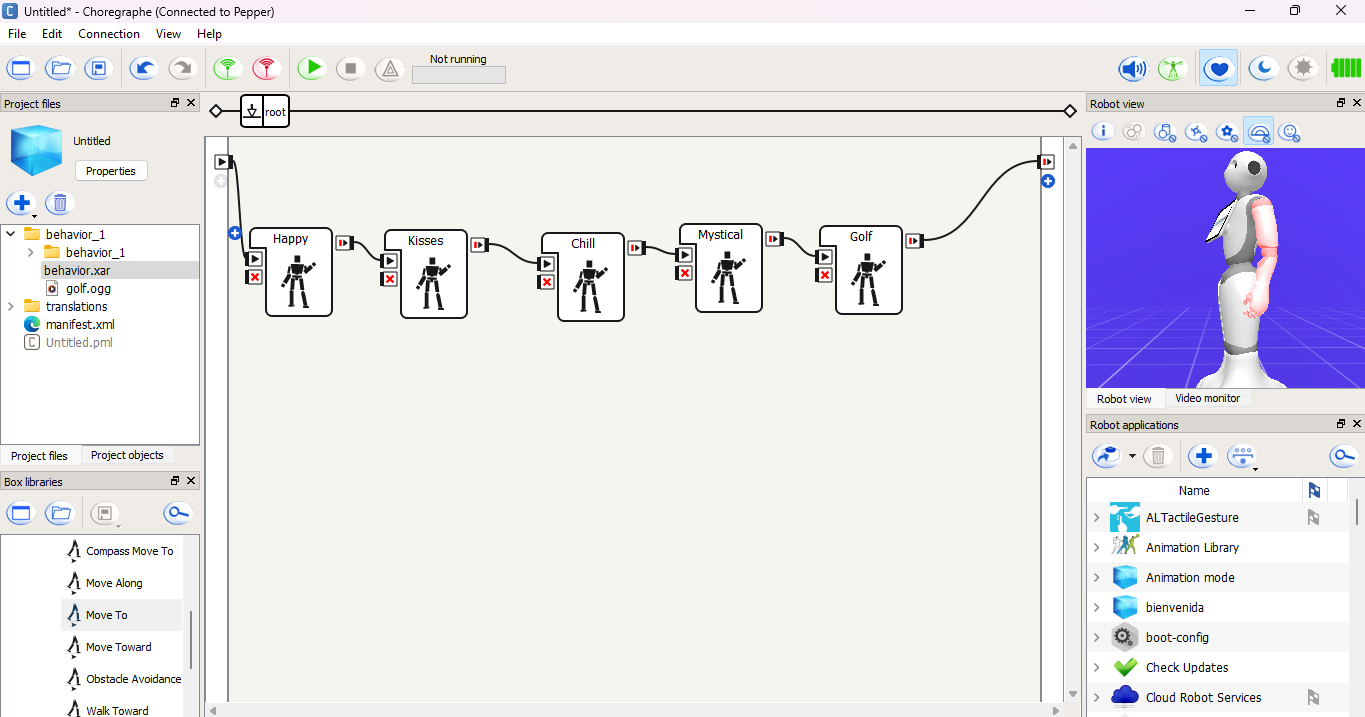 Untitled* - Choregraphe (Connected to Pepper)
File Edit Connection View Help
Not running
Project files
Untitled
Properties
behavior_1
behavior_1
behavior.xar
golf.ogg
translations
manifest.xml
Untitled.pml
Project files Project objects
Box libraries
Compass Move To
Move Along
Move To
Move Toward
Obstacle Avoidance
Walk Toward
root
Happy
Kisses
Chill
Mystical
Golf
Robot view
Robot view Video monitor
Robot applications
Name
ALTactileGesture
Animation Library
Animation mode
bienvenida
boot-config
Check Updates
Cloud Robot Services